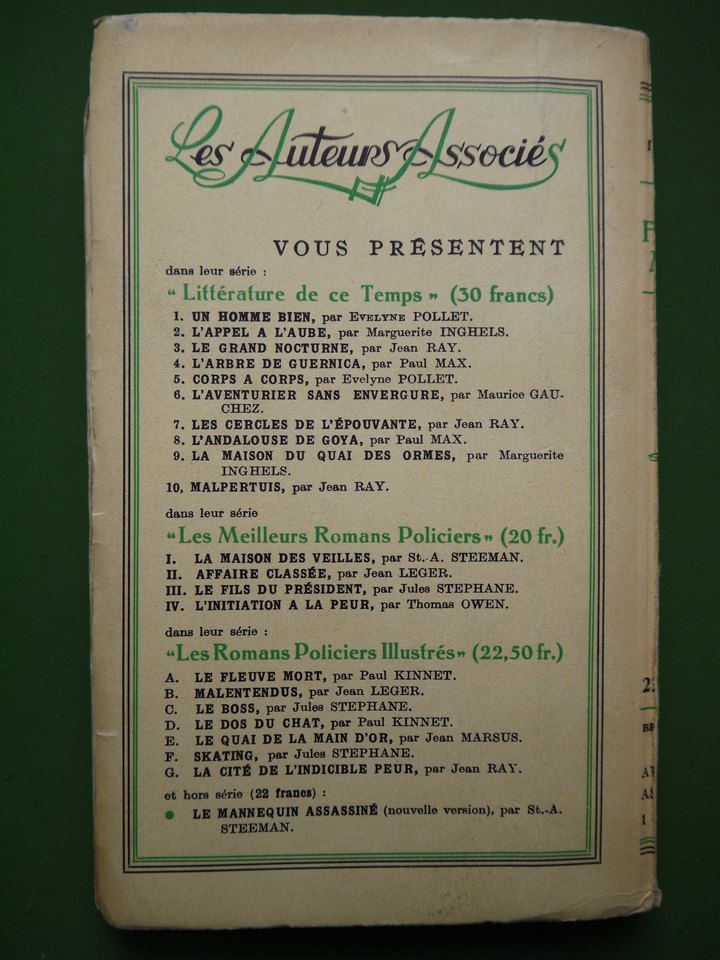 Les Auteurs Associés
VOUS PRÉSENTENT
dans leur série :
“ Littérature de ce Temps ” (30 francs)
1. UN HOMME BIEN, par EVELYNE POLLET.
2. L'APPEL A L'AUBE, par Marguerite INGHELS.
3. LE GRAND NOCTURNE, par Jean RAY.
4. L'ARBRE DE GUERNICA, par Paul MAX.
5. CORPS A CORPS, par Evelyne POLLET.
6. L'AVENTURIER SANS ENVERGURE, par Maurice GAU-
CHEZ.
7. LES CERCLES DE L'ÉPOUVANTE, par Jean RAY.
8. L'ANDALOUSE DE GOYA, par Paul MAX.
9. LA MAISON DU QUAI DES ORMES, par Marguerite
INGHELS.
10, MALPERTUIS, par Jean RAY.
dans leur série
“Les Meilleurs Romans Policiers” (20 fr.)
I. LA MAISON DES VEILLES, par St.-A. STEEMAN.
II. AFFAIRE CLASSÉE, par Jean LEGER.
III. LE FILS DU PRÉSIDENT, par Jules STEPHANE.
IV. L'INITIATION A LA PEUR, par Thomas OWEN.
dans leur série :
“Les Romans Policiers Illustrés” (22,50 fr.)
A. LE FLEUVE MORT, par Paul KINNET.
B. MALENTENDUS, par Jean LEGER.
C. LE BOSS, par Jules STEPHANE.
D. LE DOS DU CHAT, par Paul KINNET.
E. LE QUAI DE LA MAIN D'OR, par Jean MARSUS.
F. SKATING, par Jules STEPHANE.
G. LA CITÉ DE L'INDICIBLE PEUR, par Jean RAY.
et hors série (22 francs) :
● LE MANNEQUIN ASSASSINÉ (nouvelle version), par St.-A.
STEEMAN.